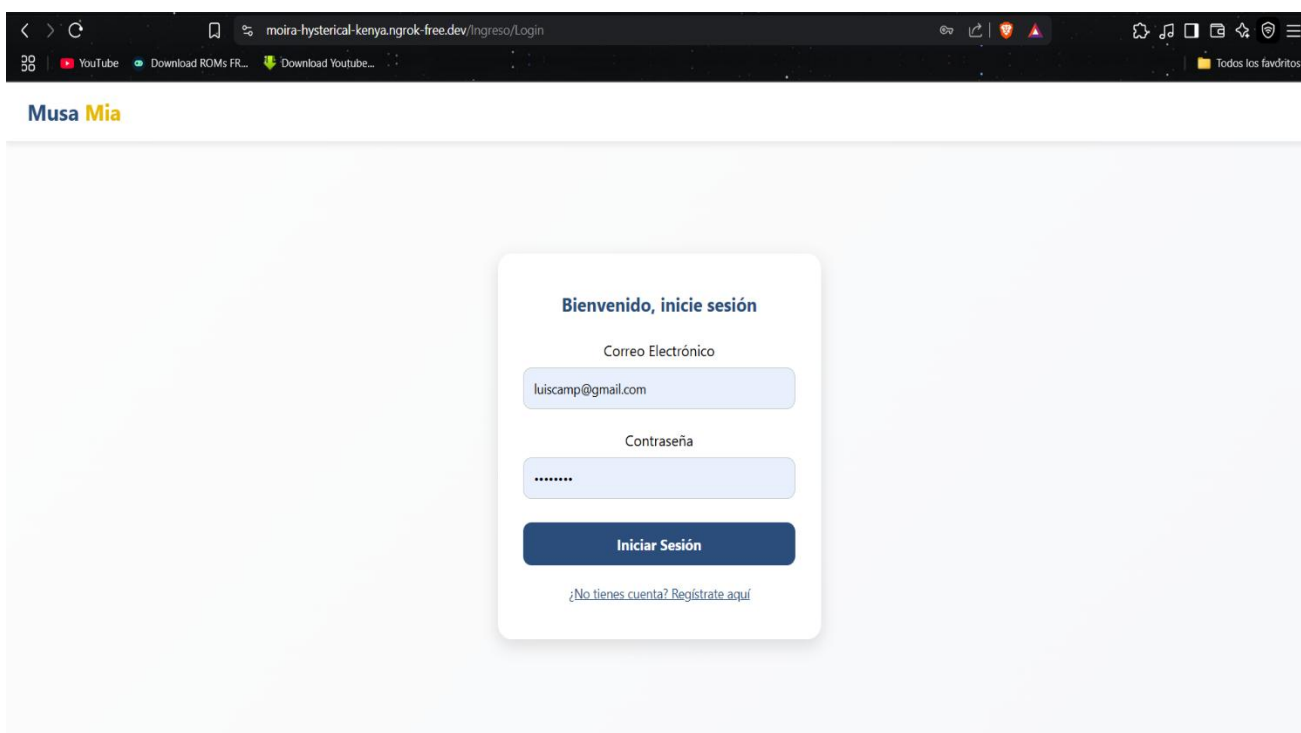 moira-hysterical-kenya.ngrok-free.dev/Ingreso/Login
YouTube Download ROMs FR... Download Youtube... Todos los favoritos
Musa Mia
Bienvenido, inicie sesión
Correo Electrónico
luiscamp@gmail.com
Contraseña
••••••••
Iniciar Sesión
¿No tienes cuenta? Regístrate aquí